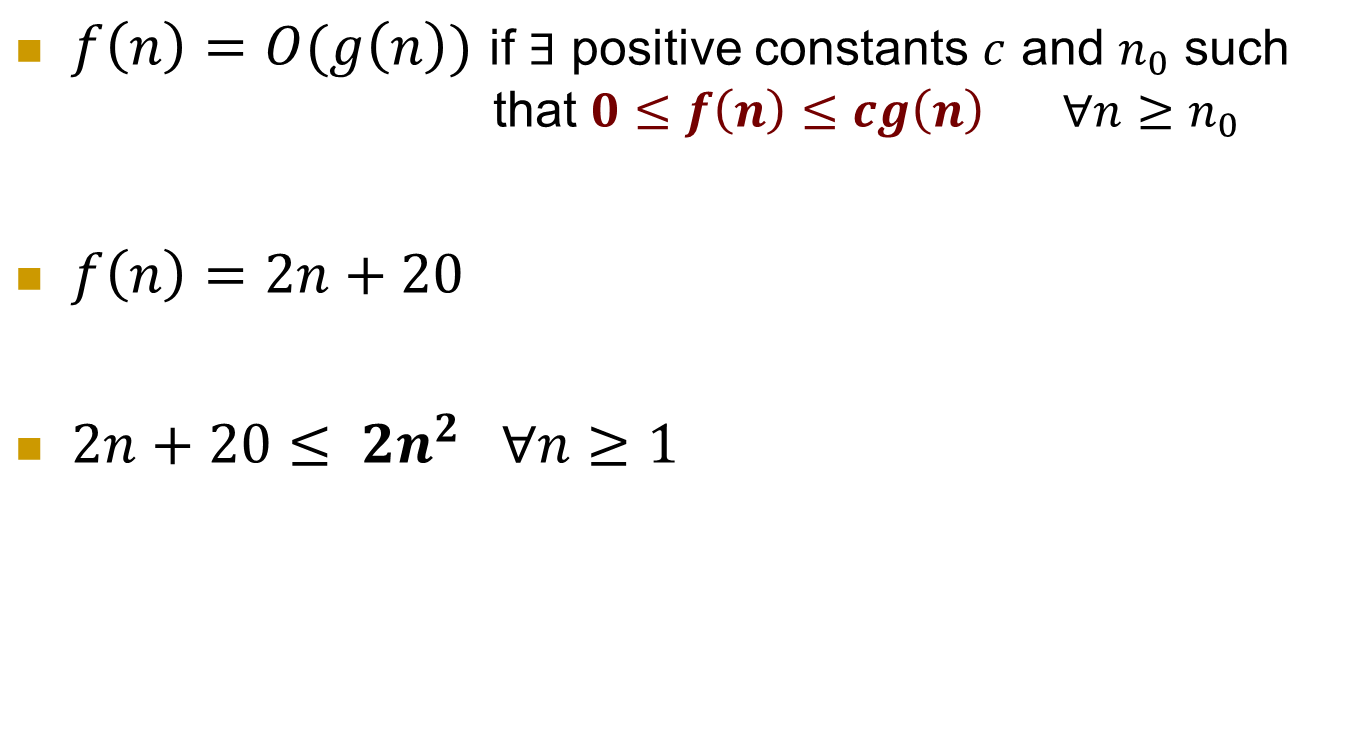 ▪ f(n) = O(g(n)) if ∃ positive constants c and n₀ such
that 0 ≤ f(n) ≤ cg(n) ∀n ≥ n₀
▪ f(n) = 2n + 20
▪ 2n + 20 ≤ 2n² ∀n ≥ 1